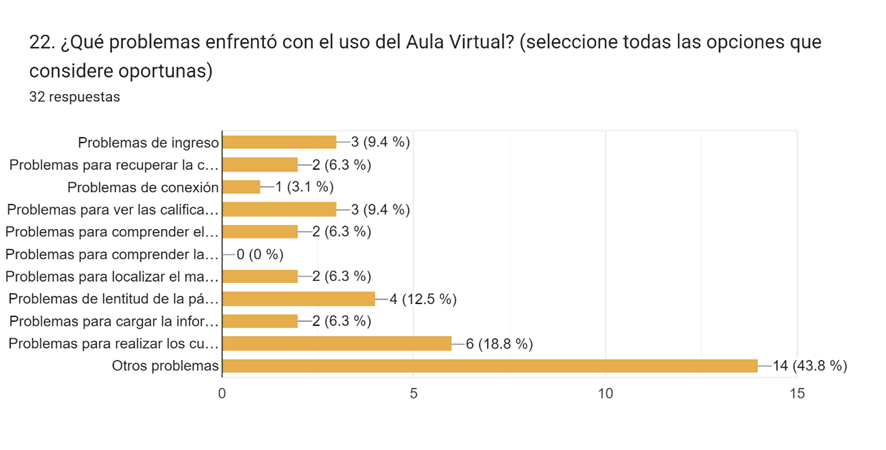 22. ¿Qué problemas enfrentó con el uso del Aula Virtual? (seleccione todas las opciones que
considere oportunas)
32 respuestas
Problemas de ingreso 3 (9.4 %)
Problemas para recuperar la c... 2 (6.3 %)
Problemas de conexión 1 (3.1 %)
Problemas para ver las califica... 3 (9.4 %)
Problemas para comprender el... 2 (6.3 %)
Problemas para comprender la... 0 (0 %)
Problemas para localizar el ma... 2 (6.3 %)
Problemas de lentitud de la pá... 4 (12.5 %)
Problemas para cargar la infor... 2 (6.3 %)
Problemas para realizar los cu... 6 (18.8 %)
Otros problemas 14 (43.8 %)
0 5 10 15